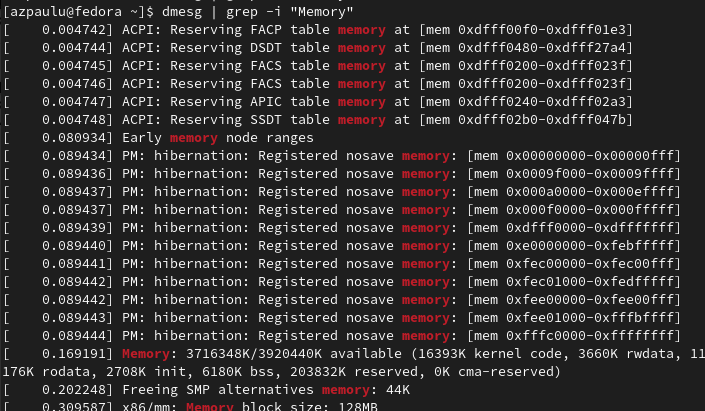 [azpaulu@fedora ~]$ dmesg | grep -i "Memory"
[    0.004742] ACPI: Reserving FACP table memory at [mem 0xdfff00f0-0xdfff01e3]
[    0.004744] ACPI: Reserving DSDT table memory at [mem 0xdfff0480-0xdfff27a4]
[    0.004745] ACPI: Reserving FACS table memory at [mem 0xdfff0200-0xdfff023f]
[    0.004746] ACPI: Reserving FACS table memory at [mem 0xdfff0200-0xdfff023f]
[    0.004747] ACPI: Reserving APIC table memory at [mem 0xdfff0240-0xdfff02a3]
[    0.004748] ACPI: Reserving SSDT table memory at [mem 0xdfff02b0-0xdfff047b]
[    0.080934] Early memory node ranges
[    0.089434] PM: hibernation: Registered nosave memory: [mem 0x00000000-0x00000fff]
[    0.089436] PM: hibernation: Registered nosave memory: [mem 0x0009f000-0x0009ffff]
[    0.089437] PM: hibernation: Registered nosave memory: [mem 0x000a0000-0x000effff]
[    0.089437] PM: hibernation: Registered nosave memory: [mem 0x000f0000-0x000fffff]
[    0.089439] PM: hibernation: Registered nosave memory: [mem 0xdfff0000-0xdfffffff]
[    0.089440] PM: hibernation: Registered nosave memory: [mem 0xe0000000-0xfebfffff]
[    0.089441] PM: hibernation: Registered nosave memory: [mem 0xfec00000-0xfec00fff]
[    0.089442] PM: hibernation: Registered nosave memory: [mem 0xfec01000-0xfedfffff]
[    0.089442] PM: hibernation: Registered nosave memory: [mem 0xfee00000-0xfee00fff]
[    0.089443] PM: hibernation: Registered nosave memory: [mem 0xfee01000-0xfffbffff]
[    0.089444] PM: hibernation: Registered nosave memory: [mem 0xfffc0000-0xffffffff]
[    0.169191] Memory: 3716348K/3920440K available (16393K kernel code, 3660K rwdata, 11
176K rodata, 2708K init, 6180K bss, 203832K reserved, 0K cma-reserved)
[    0.202248] Freeing SMP alternatives memory: 44K
[    0.309587] x86/mm: Memory block size: 128MB